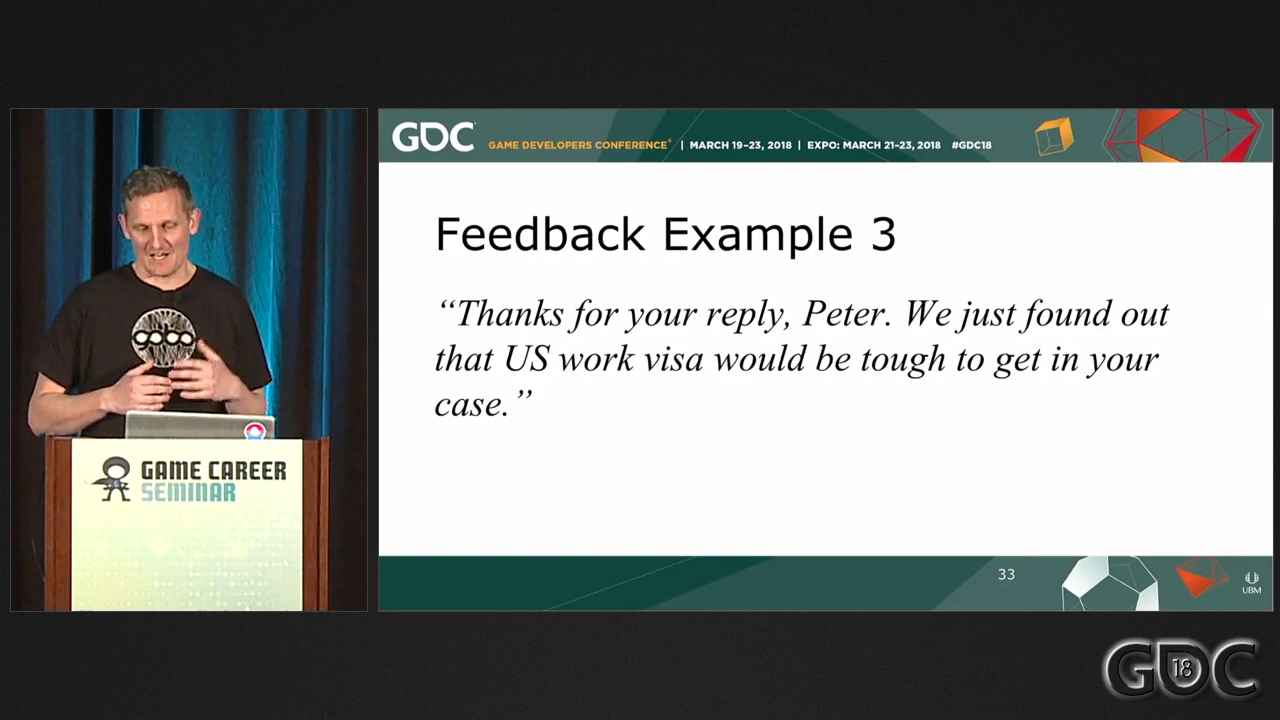 GDC
GAME DEVELOPERS CONFERENCE® | MARCH 19–23, 2018 | EXPO: MARCH 21–23, 2018 #GDC18
Feedback Example 3
“Thanks for your reply, Peter. We just found out
that US work visa would be tough to get in your
case.”
GAME CAREER
SEMINAR
33
UBM
GDC
18